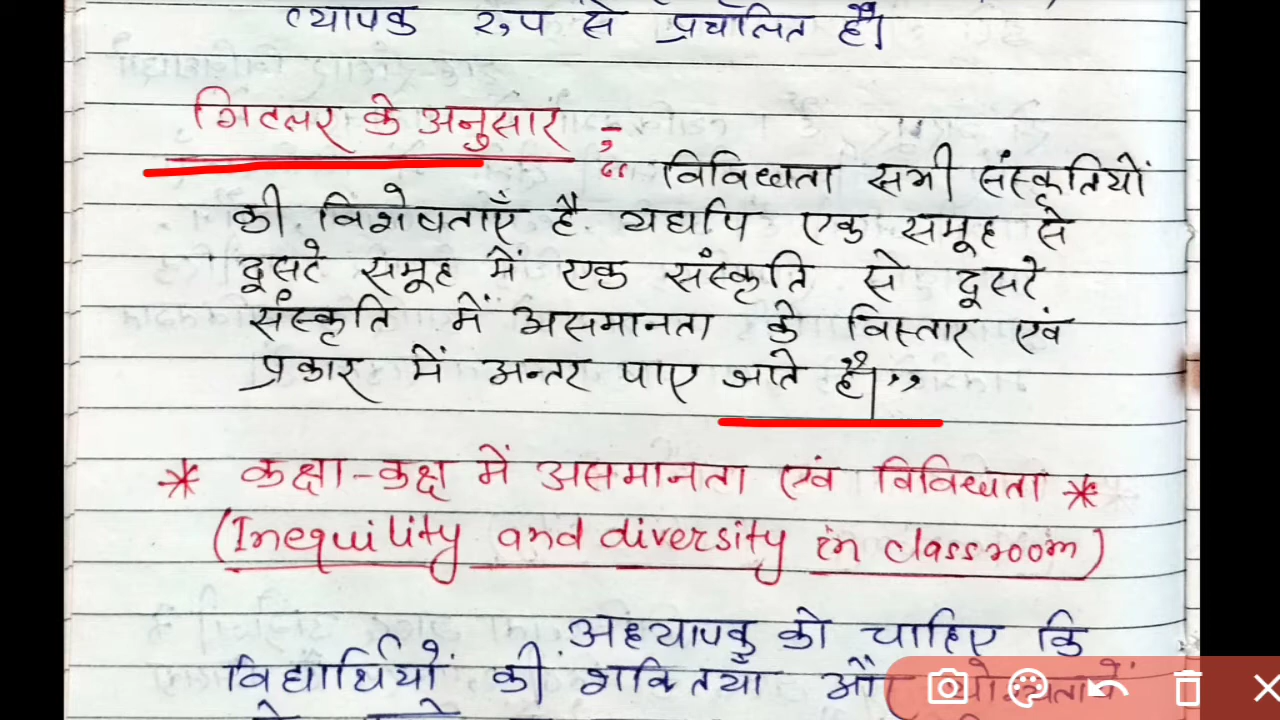 व्यापक रुप से प्रचलित है।
गिटलर के अनुसार :-
“ विविधता सभी संस्कृतियों
की विशेषताएँ है यद्यपि एक समूह से
दूसरे समूह में एक संस्कृति से दूसरे
संस्कृति में असमानता के विस्तार एवं
प्रकार में अन्तर पाए जाते है।”
* कक्षा-कक्ष में असमानता एवं विविधता *
(Inequility and diversity in classroom)
अध्यापक को चाहिए कि
विद्यार्थियों की शक्तियाँ और